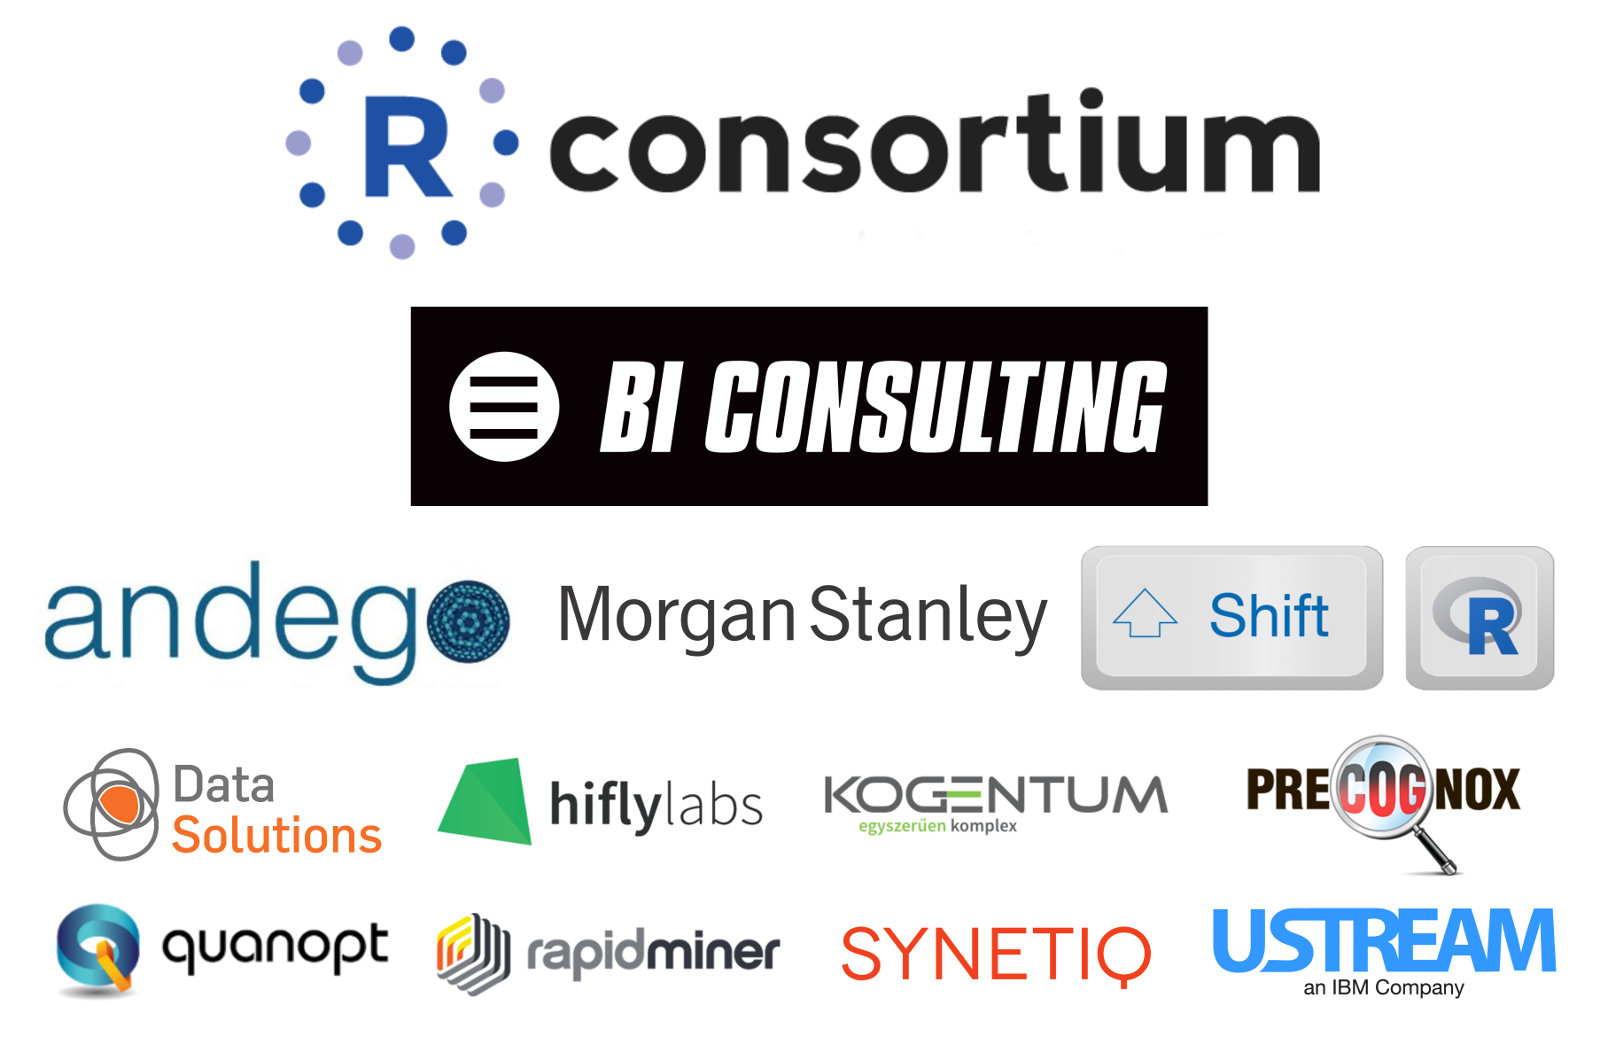 R consortium
BI CONSULTING
andego
Morgan Stanley
Shift
R
Data
Solutions
hiflylabs
KOGENTUM
egyszerűen komplex
PRECOGNOX
quanopt
rapidminer
SYNETIQ
USTREAM
an IBM Company